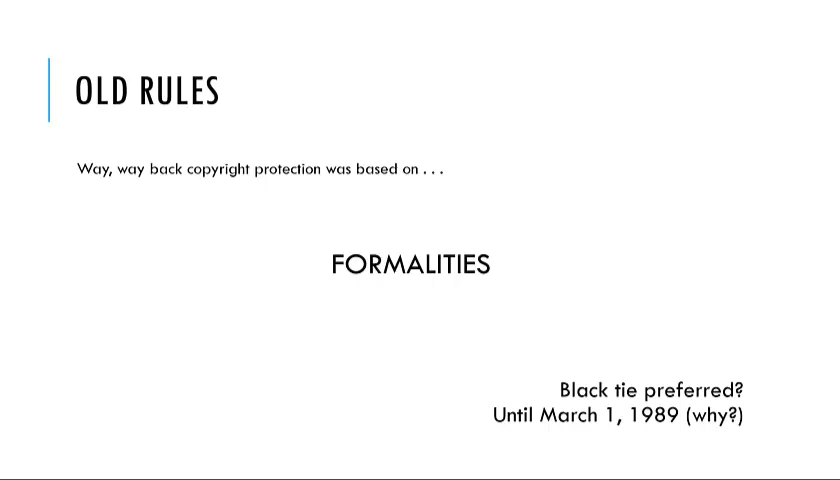 OLD RULES
Way, way back copyright protection was based on . . .
FORMALITIES
Black tie preferred?
Until March 1, 1989 (why?)